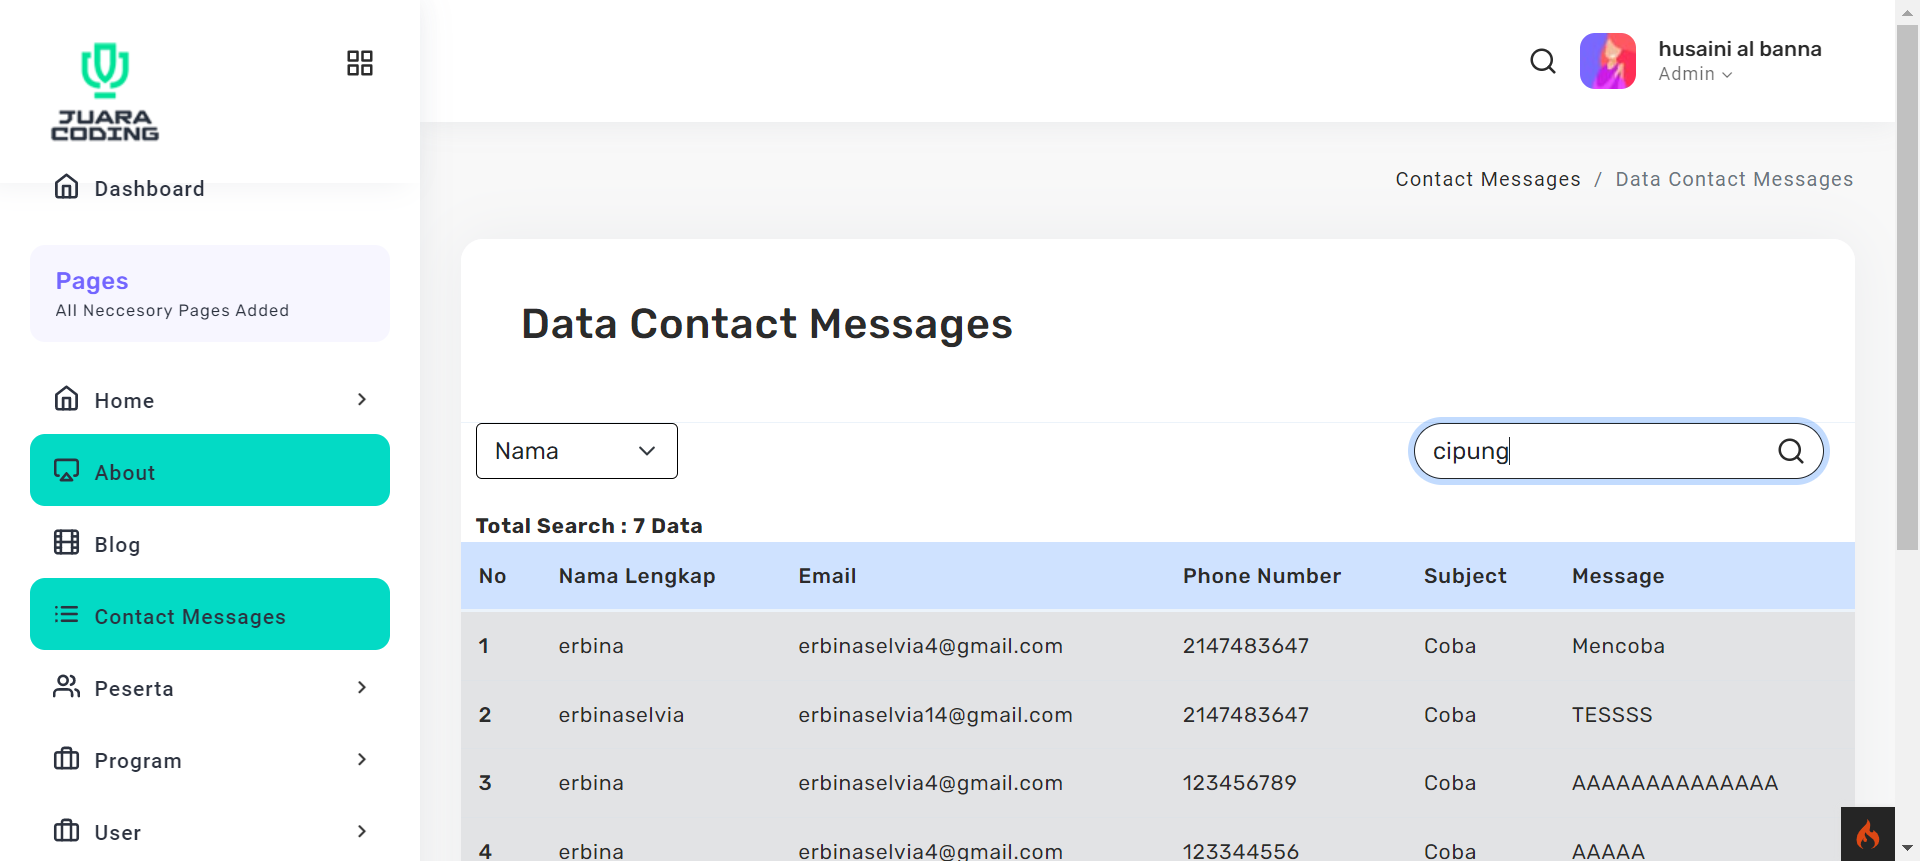 JUARA
CODING
husaini al banna
Admin
Dashboard
Contact Messages / Data Contact Messages
Pages
All Neccesory Pages Added
Data Contact Messages
Home
Nama
cipung
About
Total Search : 7 Data
Blog
No Nama Lengkap Email Phone Number Subject Message
Contact Messages
1 erbina erbinaselvia4@gmail.com 2147483647 Coba Mencoba
Peserta
2 erbinaselvia erbinaselvia14@gmail.com 2147483647 Coba TESSSS
Program
3 erbina erbinaselvia4@gmail.com 123456789 Coba AAAAAAAAAAAAAA
User
4 erbina erbinaselvia4@gmail.com 123344556 Coba AAAAA